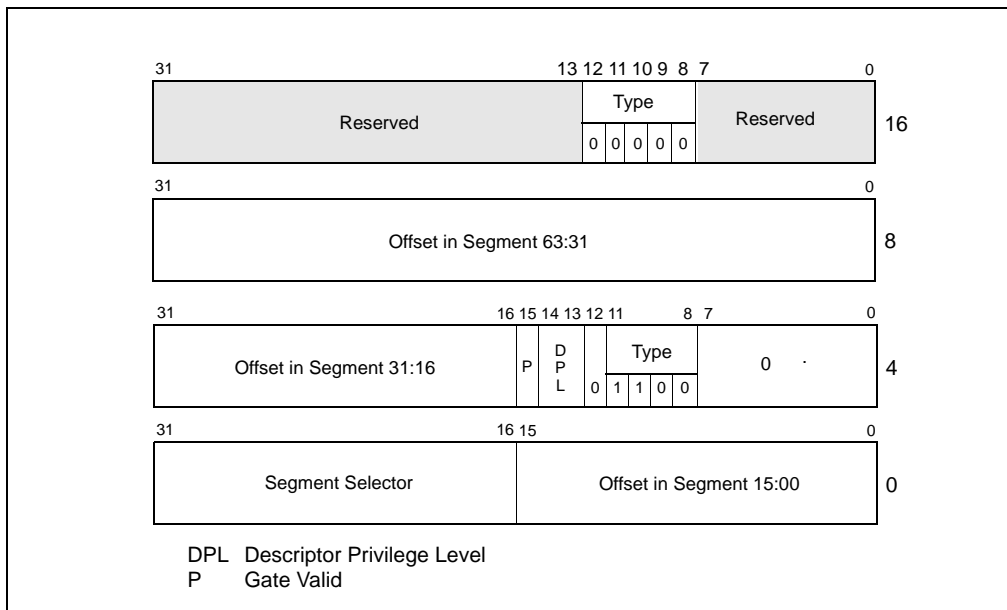 31 13 12 11 10 9 8 7 0
Type
Reserved Reserved 16
0 0 0 0 0
31 0
Offset in Segment 63:31 8
31 16 15 14 13 12 11 8 7 0
Offset in Segment 31:16 P DPL Type 0 . 4
0 1 1 0 0
31 16 15 0
Segment Selector Offset in Segment 15:00 0
DPL Descriptor Privilege Level
P Gate Valid